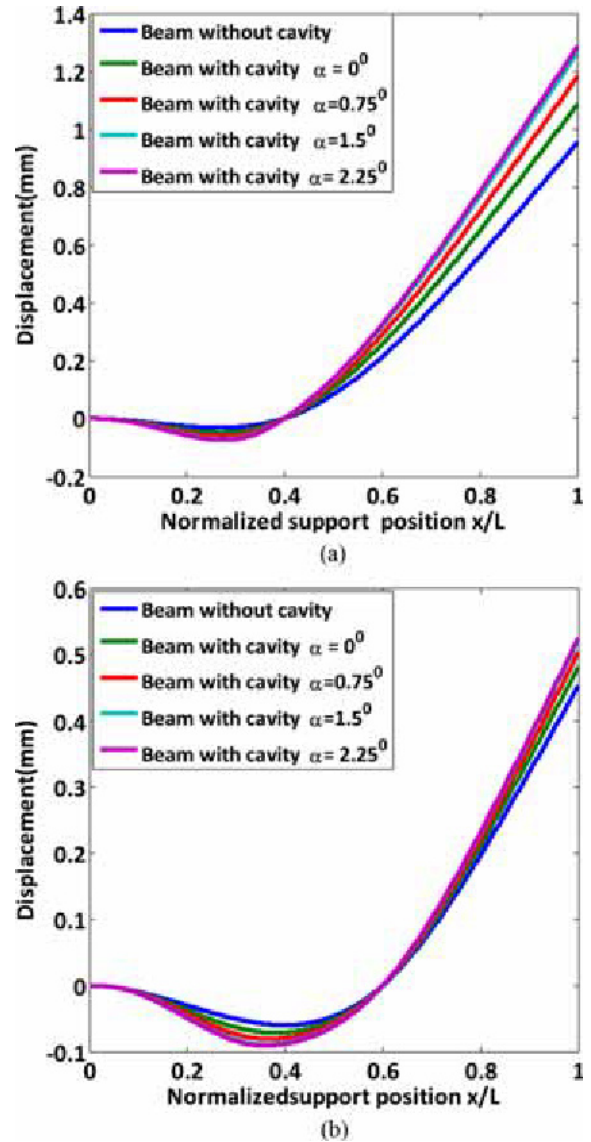 1.4
1.2
1
0.8
0.6
0.4
0.2
0
-0.2
Displacement(mm)
Beam without cavity
Beam with cavity α = 0⁰
Beam with cavity α=0.75⁰
Beam with cavity α=1.5⁰
Beam with cavity α= 2.25⁰
0 0.2 0.4 0.6 0.8 1
Normalized support position x/L
(a)
0.6
0.5
0.4
0.3
0.2
0.1
0
-0.1
Displacement(mm)
Beam without cavity
Beam with cavity α = 0⁰
Beam with cavity α=0.75⁰
Beam with cavity α=1.5⁰
Beam with cavity α= 2.25⁰
0 0.2 0.4 0.6 0.8 1
Normalizedsupport position x/L
(b)